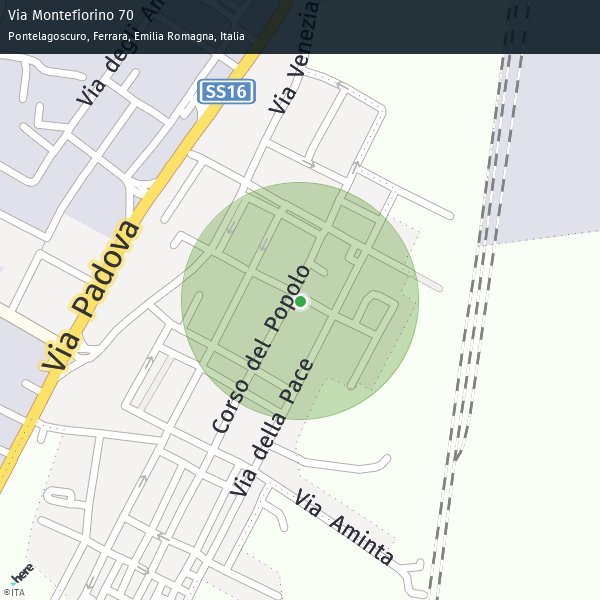 Via Montefiorino 70
Pontelagoscuro, Ferrara, Emilia Romagna, Italia
Via degli Am
Via Venezia
SS16
Via Padova
Corso del Popolo
Via della Pace
Via Aminta
here
©ITA